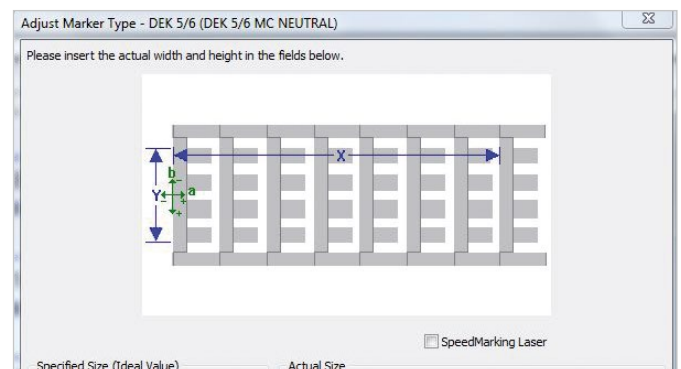 Adjust Marker Type - DEK 5/6 (DEK 5/6 MC NEUTRAL)
Please insert the actual width and height in the fields below.
X
b
Y
a
- +
- +
SpeedMarking Laser
Specified Size (Ideal Value)
Actual Size